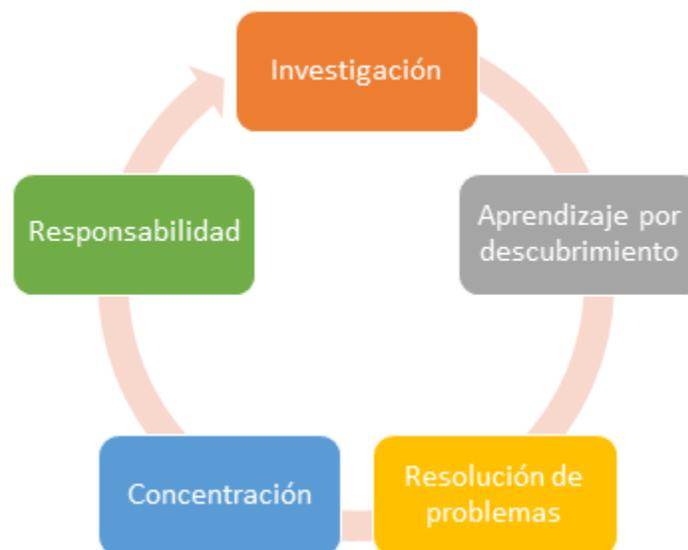 Investigación
Aprendizaje por
descubrimiento
Resolución de
problemas
Concentración
Responsabilidad